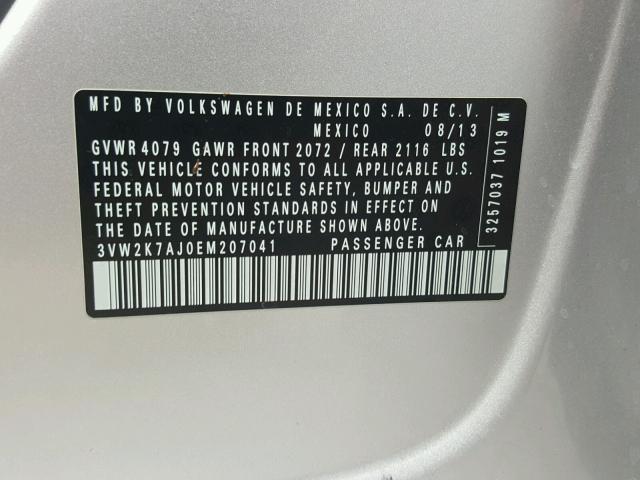 MFD BY VOLKSWAGEN DE MEXICO S.A. DE C.V.
MEXICO 08/13
GVWR 4079 GAWR FRONT 2072 / REAR 2116 LBS
THIS VEHICLE CONFORMS TO ALL APPLICABLE U.S.
FEDERAL MOTOR VEHICLE SAFETY, BUMPER AND
THEFT PREVENTION STANDARDS IN EFFECT ON
THE DATE OF MANUFACTURE SHOWN ABOVE.
3VW2K7AJ0EM207041 PASSENGER CAR
3257037 1019 M